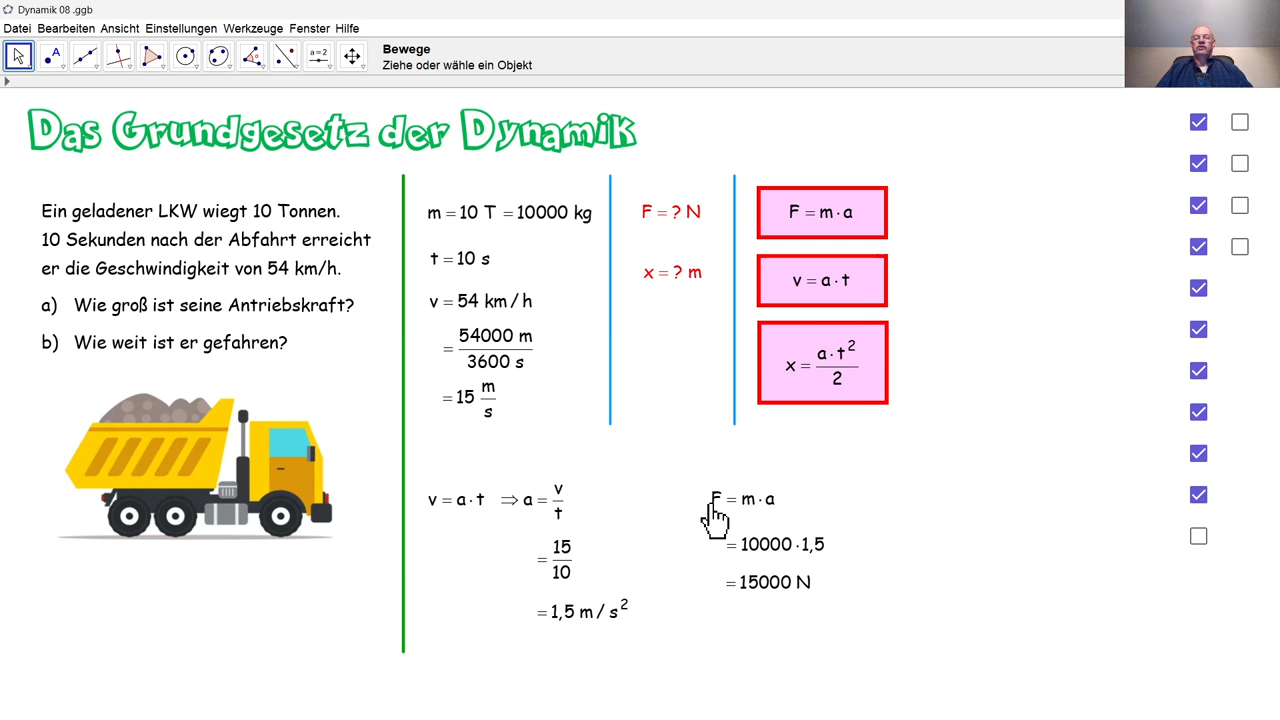 Dynamik 08 .ggb
Datei Bearbeiten Ansicht Einstellungen Werkzeuge Fenster Hilfe
A
a=2
Bewege
Ziehe oder wähle ein Objekt
Das Grundgesetz der Dynamik
Ein geladener LKW wiegt 10 Tonnen.
10 Sekunden nach der Abfahrt erreicht
er die Geschwindigkeit von 54 km/h.
a) Wie groß ist seine Antriebskraft?
b) Wie weit ist er gefahren?
m = 10 T = 10000 kg
t = 10 s
v = 54 km / h
= 54000 m / 3600 s
= 15 m / s
F = ? N
x = ? m
F = m · a
v = a · t
x = a · t² / 2
v = a · t ⇒ a = v / t
= 15 / 10
= 1,5 m / s²
F = m · a
= 10000 · 1,5
= 15000 N